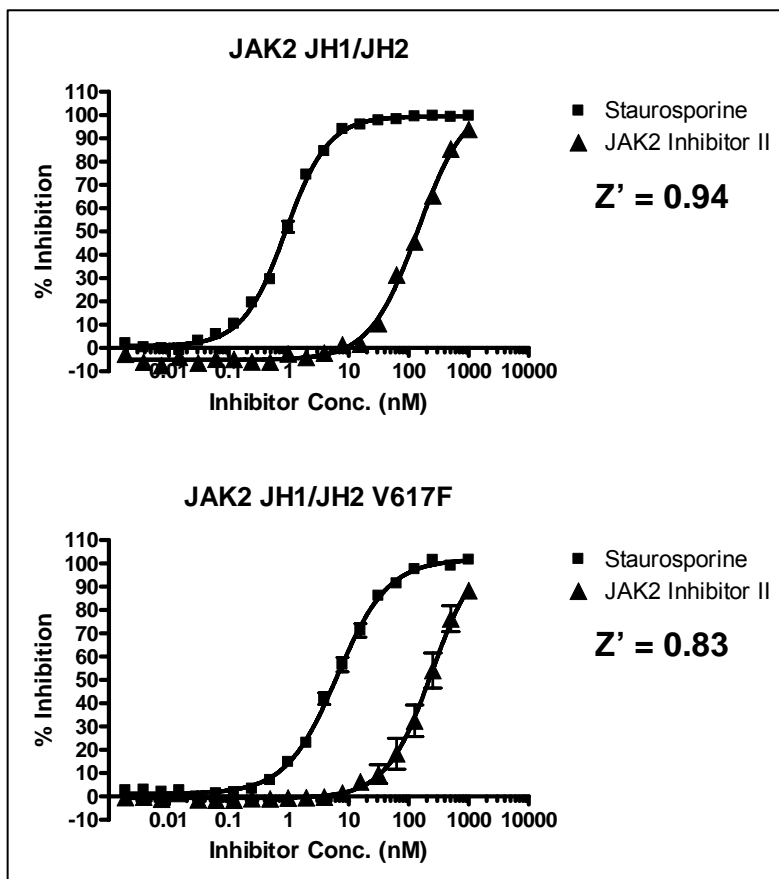 JAK2 JH1/JH2
110
100
90
80
70
60
50
40
30
20
10
0
-10
% Inhibition
0.01 0.1 1 10 100 1000 10000
Inhibitor Conc. (nM)
Staurosporine
JAK2 Inhibitor II
Z' = 0.94
JAK2 JH1/JH2 V617F
110
100
90
80
70
60
50
40
30
20
10
0
-10
% Inhibition
0.01 0.1 1 10 100 1000 10000
Inhibitor Conc. (nM)
Staurosporine
JAK2 Inhibitor II
Z' = 0.83